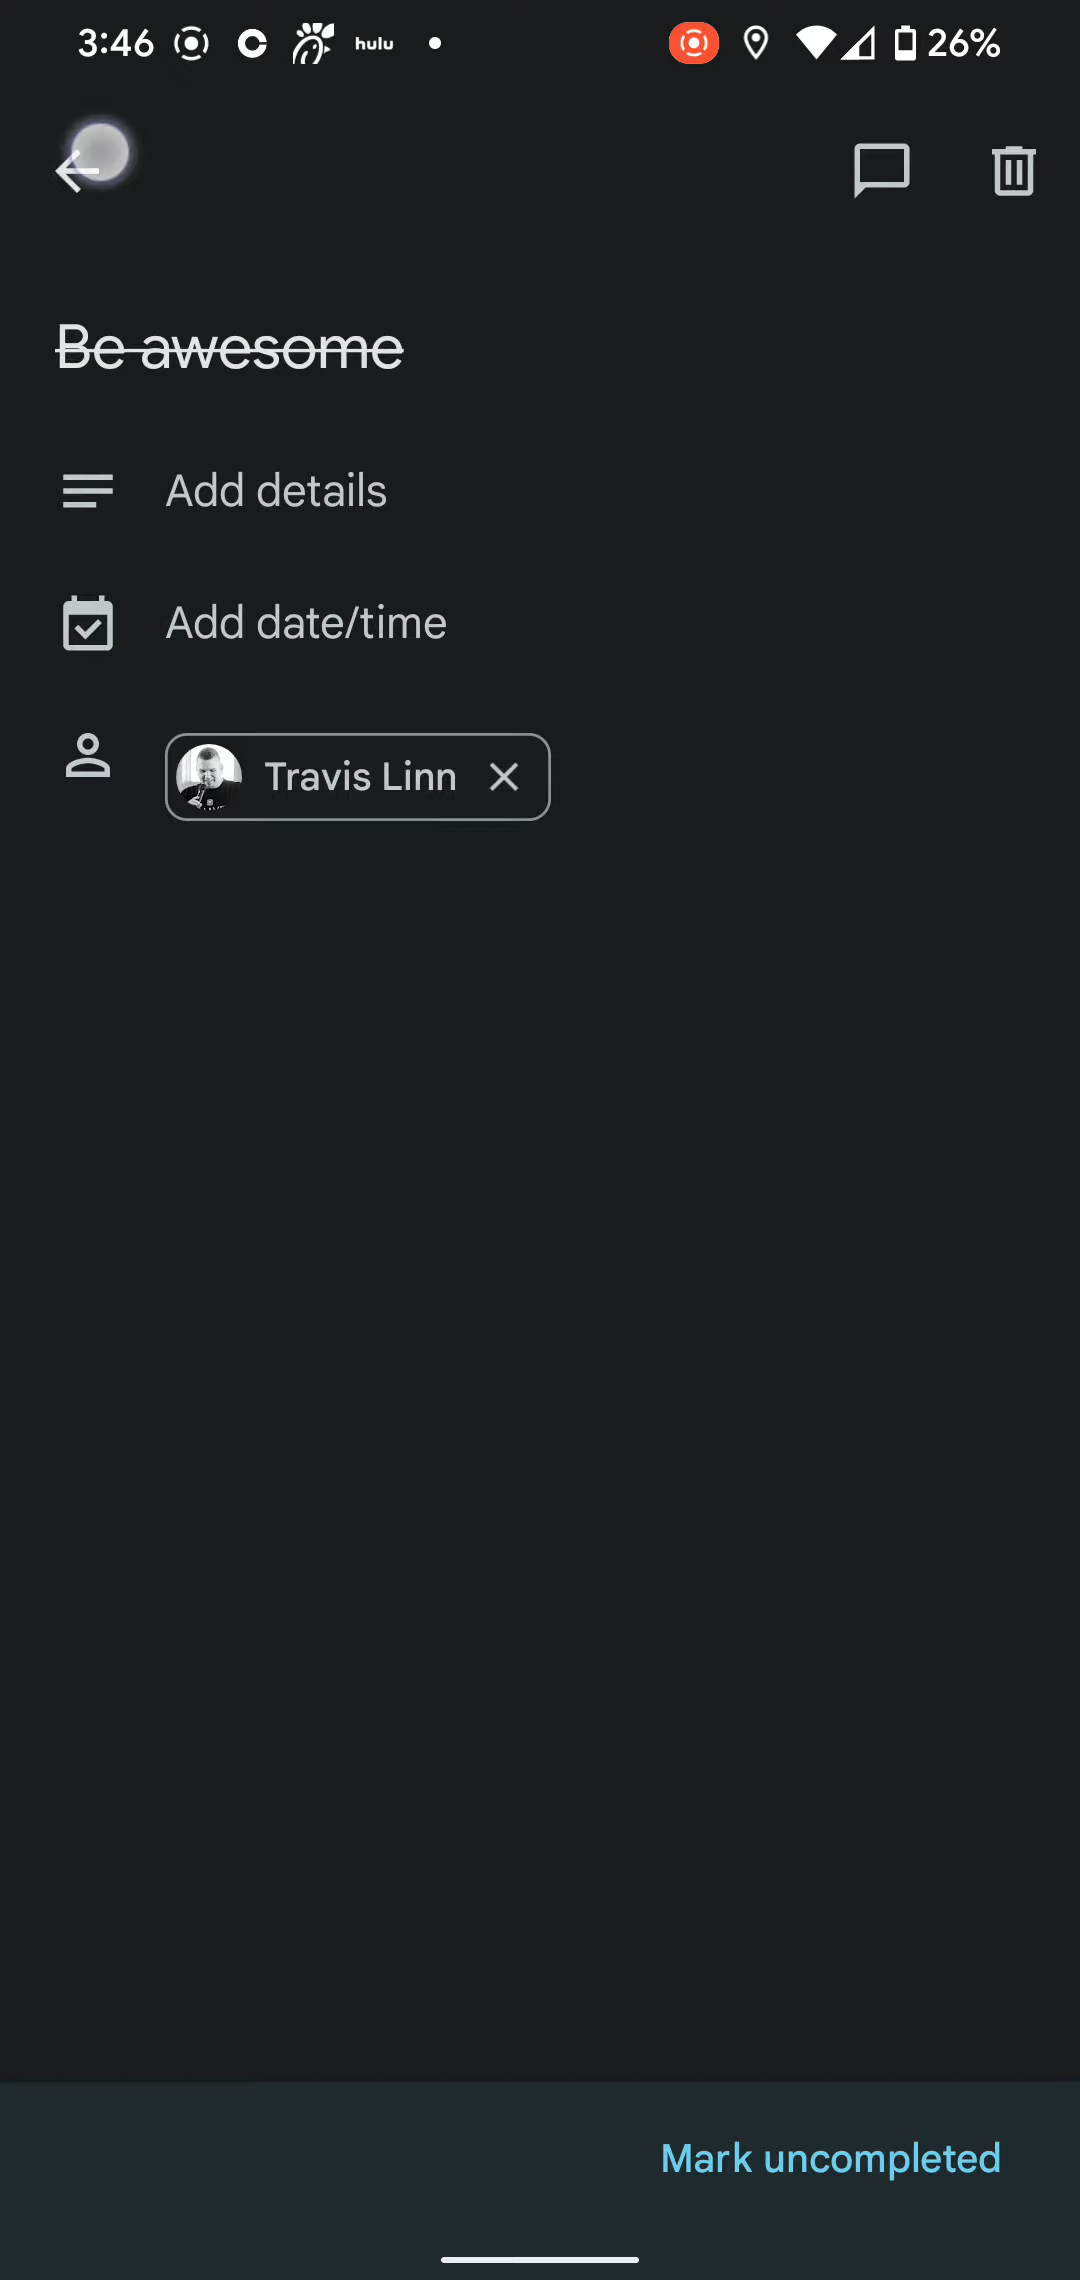 3:46 hulu 26%
Be awesome
Add details
Add date/time
Travis Linn
Mark uncompleted